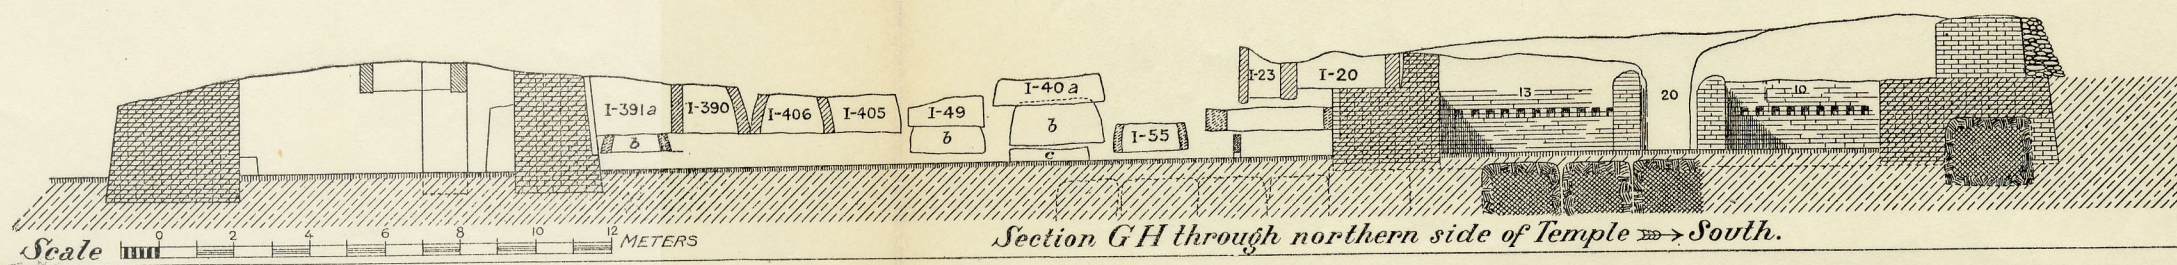 I-391a
b
I-390
I-406
I-405
I-49
b
I-40a
b
c
I-55
I-23
I-20
13
20
10
Scale
0 2 4 6 8 10 12 METERS
Section GH through northern side of Temple South.